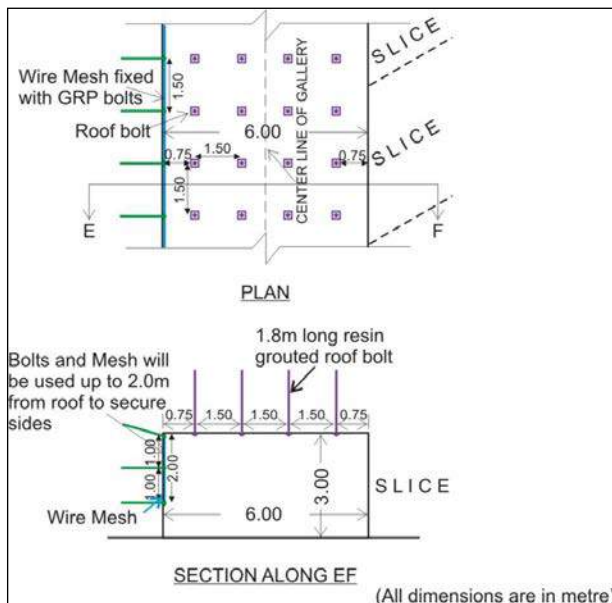 SLICE
Wire Mesh fixed
with GRP bolts
1.50
Roof bolt
6.00
CENTER LINE OF GALLERY
SLICE
0.75
1.50
0.75
1.50
E
F
PLAN
1.8m long resin
grouted roof bolt
Bolts and Mesh will
be used up to 2.0m
from roof to secure
sides
0.75
1.50
1.50
1.50
0.75
1.00
2.00
1.00
3.00
SLICE
Wire Mesh
6.00
SECTION ALONG EF
(All dimensions are in metre)